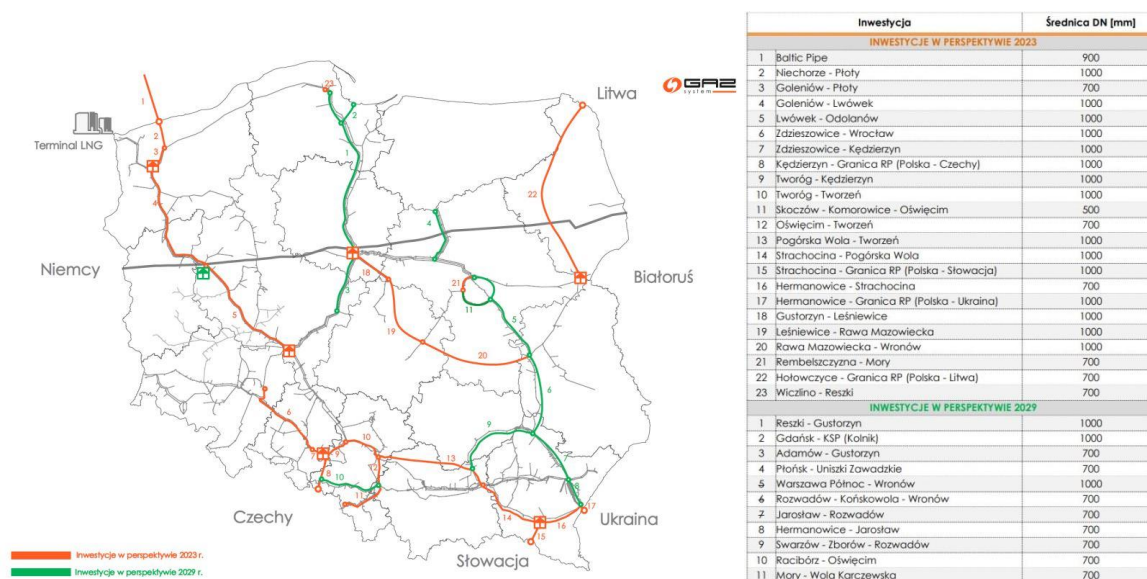 Terminal LNG
Niemcy
Czechy
Słowacja
Ukraina
Białoruś
Litwa
GAZ
system
Inwestycje w perspektywie 2023 r.
Inwestycje w perspektywie 2029 r.
Inwestycja Średnica DN [mm]
INWESTYCJE W PERSPEKTYWIE 2023
1 Baltic Pipe 900
2 Niechorze - Płoty 1000
3 Goleniów - Płoty 700
4 Goleniów - Lwówek 1000
5 Lwówek - Odolanów 1000
6 Zdzieszowice - Wrocław 1000
7 Zdzieszowice - Kędzierzyn 1000
8 Kędzierzyn - Granica RP (Polska - Czechy) 1000
9 Tworóg - Kędzierzyn 1000
10 Tworóg - Tworzeń 1000
11 Skoczów - Komorowice - Oświęcim 500
12 Oświęcim - Tworzeń 700
13 Pogórska Wola - Tworzeń 1000
14 Strachocina - Pogórska Wola 1000
15 Strachocina - Granica RP (Polska - Słowacja) 1000
16 Hermanowice - Strachocina 700
17 Hermanowice - Granica RP (Polska - Ukraina) 1000
18 Gustorzyn - Leśniewice 1000
19 Leśniewice - Rawa Mazowiecka 1000
20 Rawa Mazowiecka - Wronów 1000
21 Rembelszczyzna - Mory 700
22 Hołowczyce - Granica RP (Polska - Litwa) 700
23 Wiczlino - Reszki 700
INWESTYCJE W PERSPEKTYWIE 2029
1 Reszki - Gustorzyn 1000
2 Gdańsk - KSP (Kolnik) 1000
3 Adamów - Gustorzyn 700
4 Płońsk - Uniszki Zawadzkie 700
5 Warszawa Północ - Wronów 1000
6 Rozwadów - Końskowola - Wronów 700
7 Jarosław - Rozwadów 700
8 Hermanowice - Jarosław 700
9 Swarzów - Zborów - Rozwadów 700
10 Racibórz - Oświęcim 700
11 Mory - Wola Karczewska 700